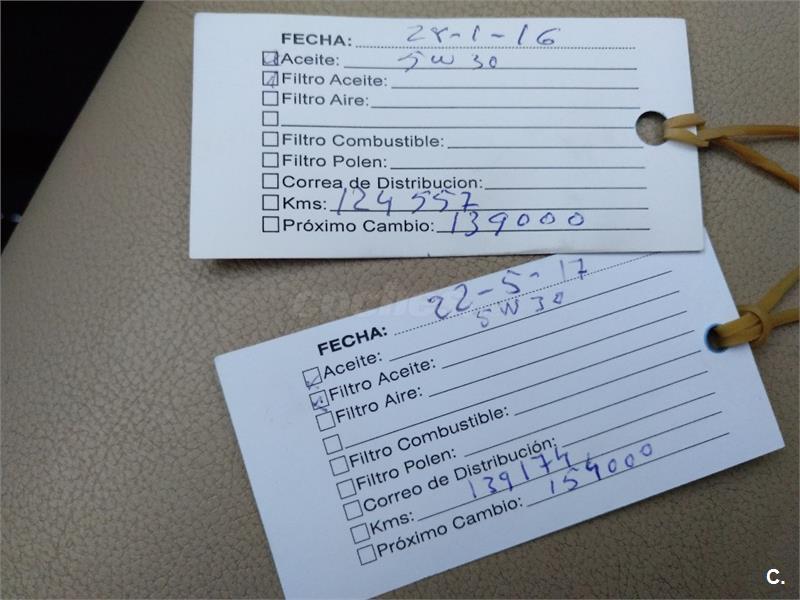 FECHA: 28-1-16
Aceite: 5W30
Filtro Aceite:
Filtro Aire:
Filtro Combustible:
Filtro Polen:
Correa de Distribucion:
Kms: 124557
Próximo Cambio: 139000
FECHA: 22-5-17
Aceite: 5W30
Filtro Aceite:
Filtro Aire:
Filtro Combustible:
Filtro Polen:
Correo de Distribución:
Kms: 139174
Próximo Cambio: 154000
C.